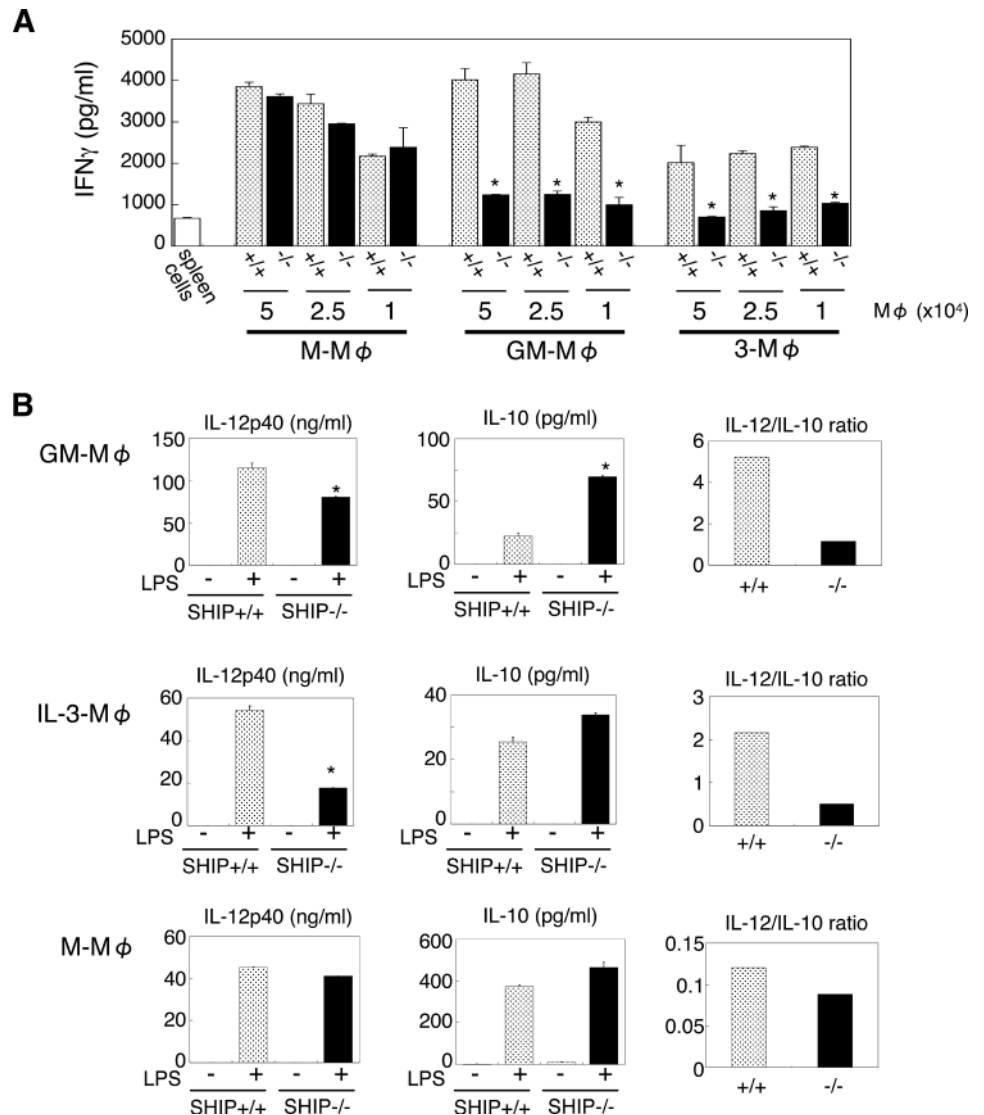 A
IFNγ (pg/ml)
5000
4000
3000
2000
1000
0
spleen cells
+/+ -/- +/+ -/- +/+ -/- +/+ -/- +/+ -/- +/+ -/- +/+ -/- +/+ -/- +/+ -/-
* * * * * *
5 2.5 1 5 2.5 1 5 2.5 1 Mφ (x10⁴)
M-Mφ GM-Mφ 3-Mφ
B
GM-Mφ
IL-12p40 (ng/ml)
150
100
50
0
*
LPS - + - +
SHIP+/+ SHIP-/-
IL-10 (pg/ml)
100
50
0
*
- + - +
SHIP+/+ SHIP-/-
IL-12/IL-10 ratio
6
4
2
0
+/+ -/-
IL-3-Mφ
IL-12p40 (ng/ml)
60
40
20
0
*
LPS - + - +
SHIP+/+ SHIP-/-
IL-10 (pg/ml)
40
20
0
LPS - + - +
SHIP+/+ SHIP-/-
IL-12/IL-10 ratio
3
2
1
0
+/+ -/-
M-Mφ
IL-12p40 (ng/ml)
60
40
20
0
LPS - + - +
SHIP+/+ SHIP-/-
IL-10 (pg/ml)
600
400
200
0
LPS - + - +
SHIP+/+ SHIP-/-
IL-12/IL-10 ratio
0.15
0.1
0.05
0
+/+ -/-